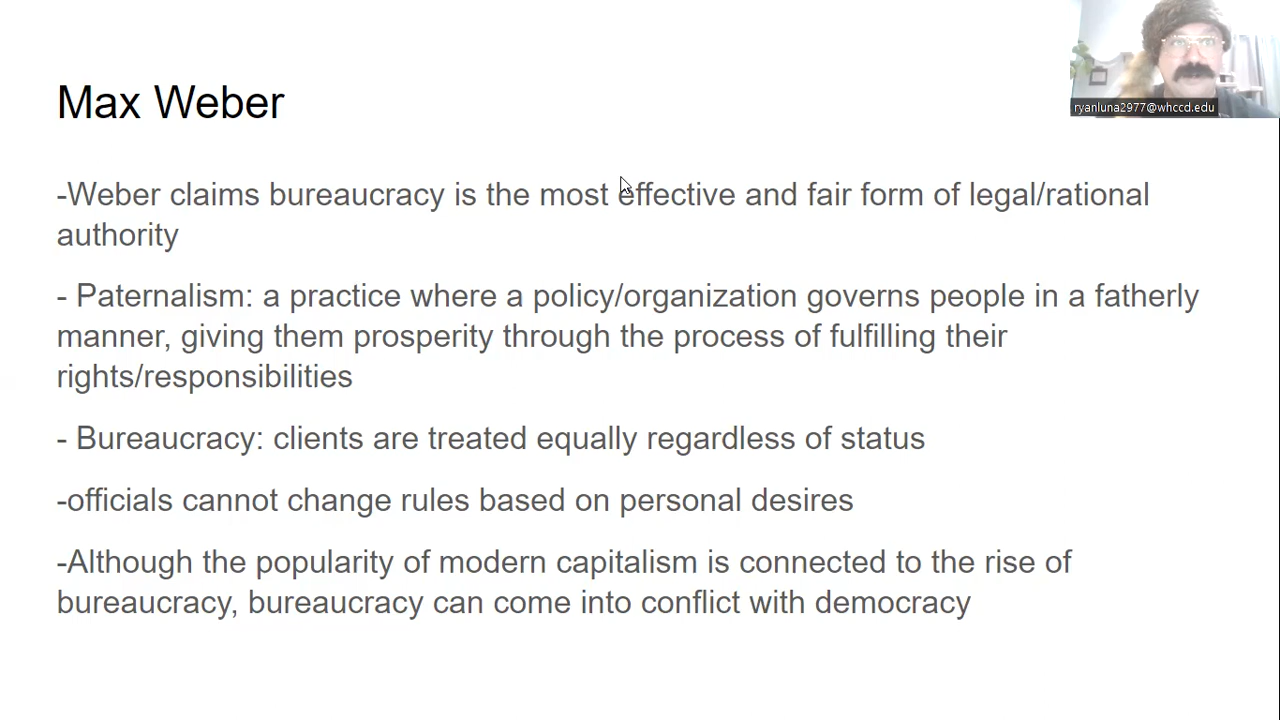 Max Weber
ryanluna2977@whccd.edu
-Weber claims bureaucracy is the most effective and fair form of legal/rational
authority
- Paternalism: a practice where a policy/organization governs people in a fatherly
manner, giving them prosperity through the process of fulfilling their
rights/responsibilities
- Bureaucracy: clients are treated equally regardless of status
-officials cannot change rules based on personal desires
-Although the popularity of modern capitalism is connected to the rise of
bureaucracy, bureaucracy can come into conflict with democracy